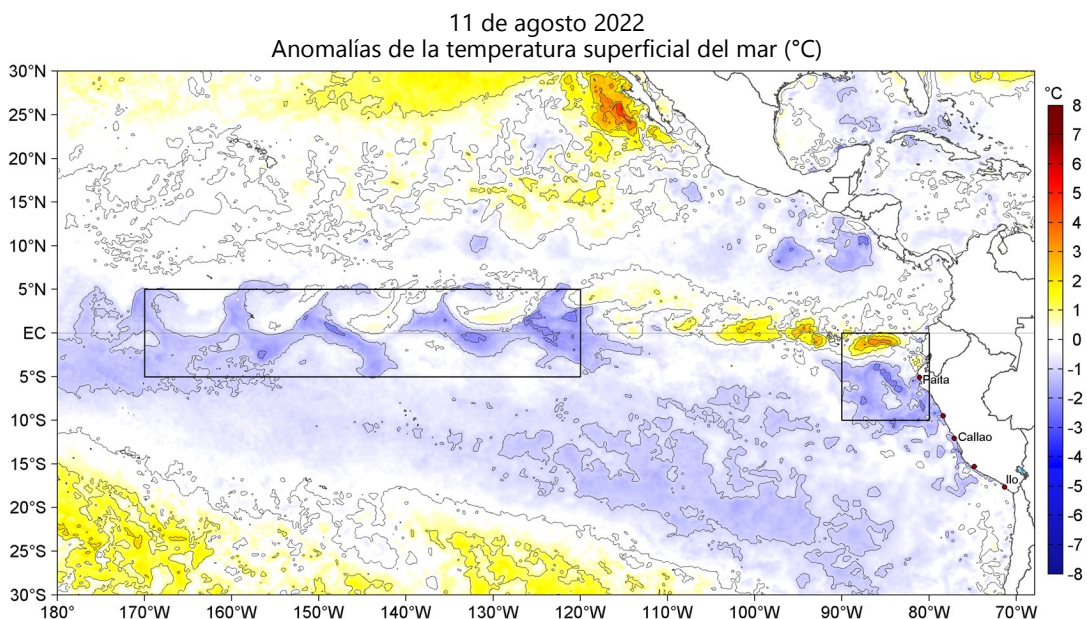 11 de agosto 2022
Anomalías de la temperatura superficial del mar (°C)
30°N
25°N
20°N
15°N
10°N
5°N
EC
5°S
10°S
15°S
20°S
25°S
30°S
180
170°W
160°W
150°W
140°W
130°W
120°W
110°W
100°W
90°W
80°W
70°W
Paita
Callao
Ilo
°C
8
7
6
5
4
3
2
1
0
-1
-2
-3
-4
-5
-6
-7
-8